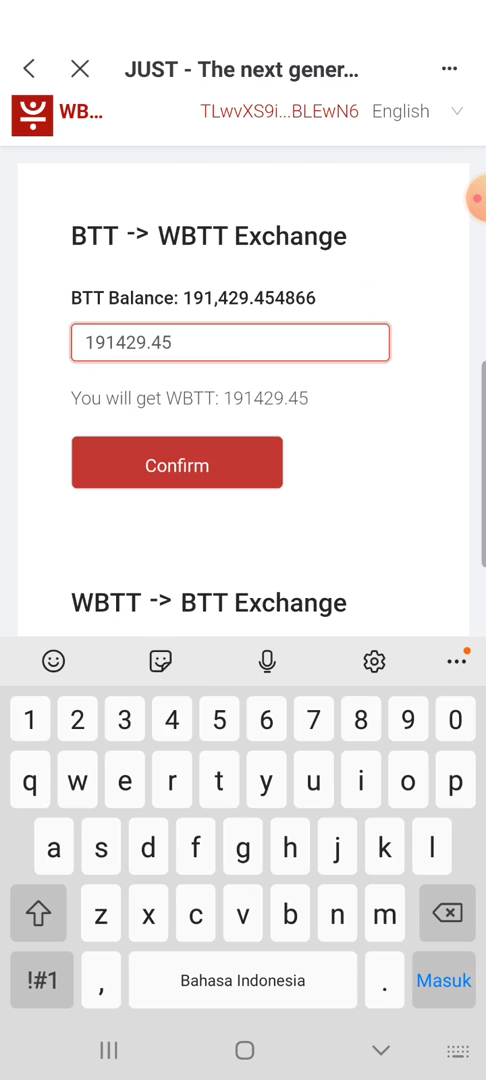 JUST - The next gener...
WB...
TLwvXS9i...BLEwN6
English
BTT -> WBTT Exchange
BTT Balance: 191,429.454866
191429.45
You will get WBTT: 191429.45
Confirm
WBTT -> BTT Exchange
1 2 3 4 5 6 7 8 9 0
q w e r t y u i o p
a s d f g h j k l
z x c v b n m
!#1 , Bahasa Indonesia . Masuk